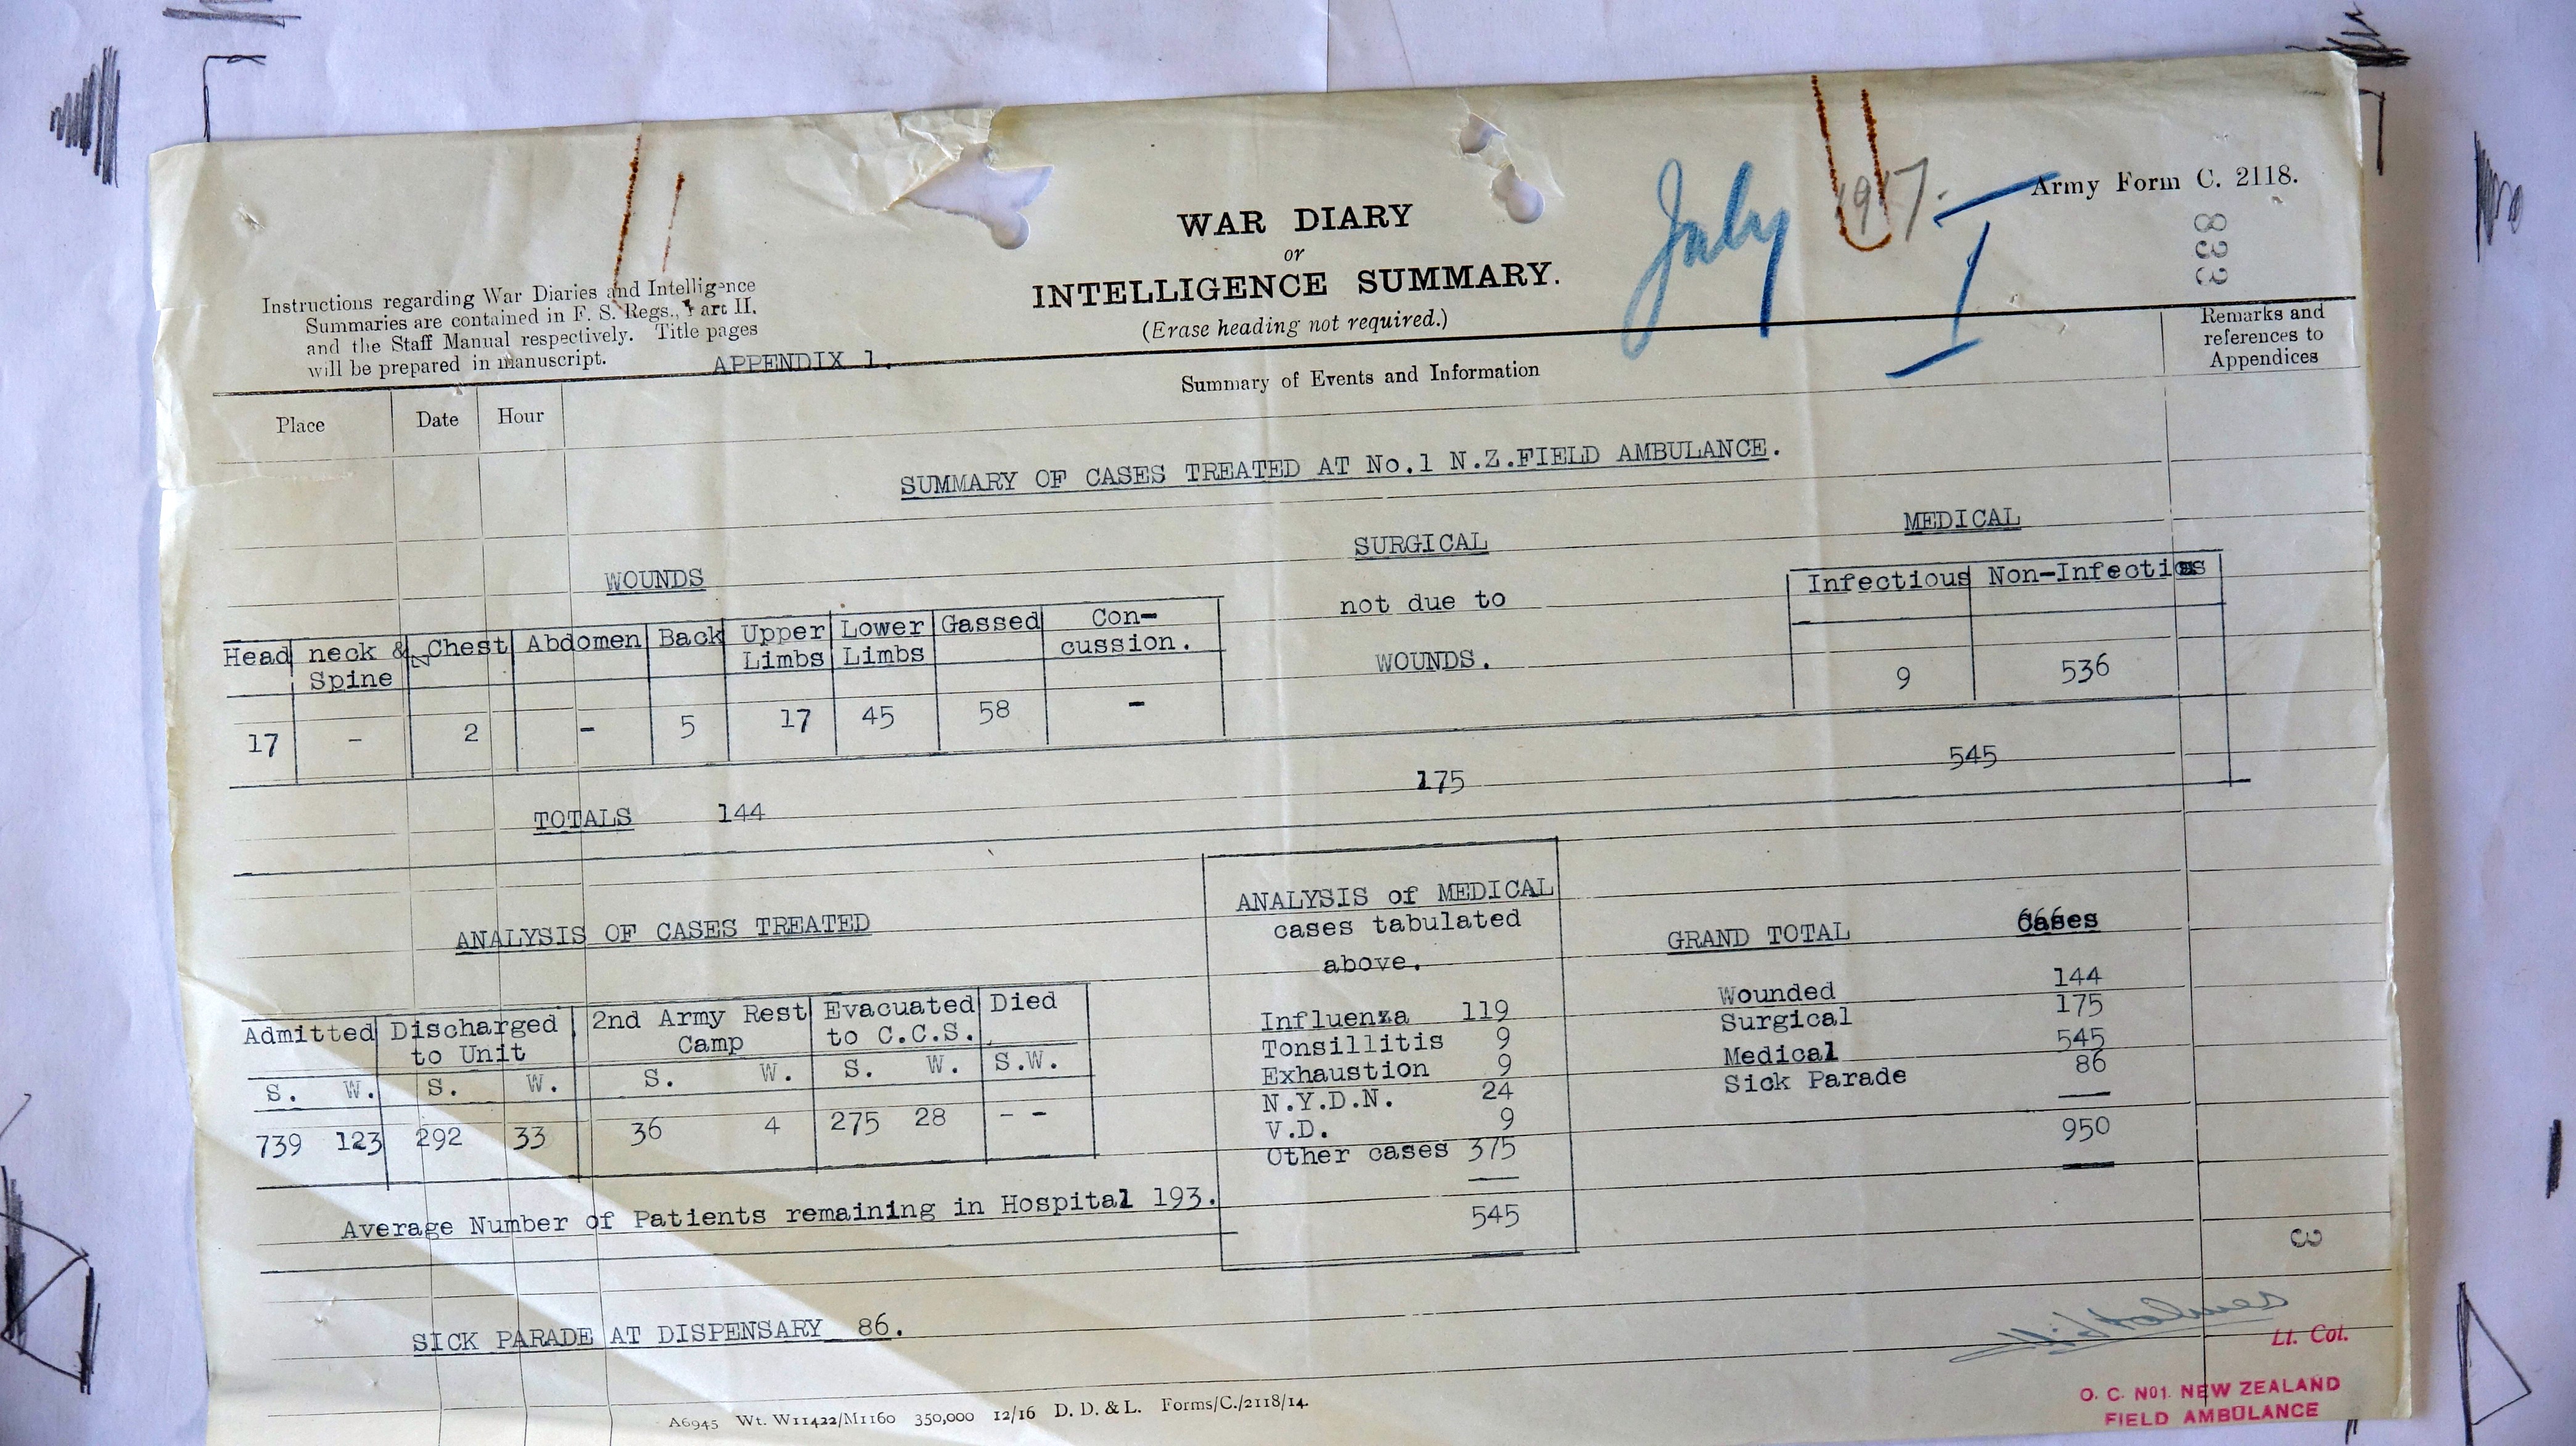 July 1917.
Army Form C. 2118.
833
WAR DIARY
or
INTELLIGENCE SUMMARY.
(Erase heading not required.)
I
Instructions regarding War Diaries and Intelligence
Summaries are contained in F. S. Regs., Part II.
and the Staff Manual respectively. Title pages
will be prepared in manuscript.
APPENDIX 1.
Place Date Hour Summary of Events and Information
Remarks and
references to
Appendices
SUMMARY OF CASES TREATED AT No.1 N.Z.FIELD AMBULANCE.
WOUNDS
Head neck & Spine Chest Abdomen Back Upper Limbs Lower Limbs Gassed Con-cussion.
17 - 2 - 5 17 45 58 -
TOTALS 144
SURGICAL
not due to
WOUNDS.
175
MEDICAL
Infectious Non-Infectios
9 536
545
ANALYSIS OF CASES TREATED
Admitted Discharged to Unit 2nd Army Rest Camp Evacuated to C.C.S. Died
S. W. S. W. S. W. S. W. S.W.
739 123 292 33 36 4 275 28 - -
Average Number of Patients remaining in Hospital 193.
SICK PARADE AT DISPENSARY 86.
ANALYSIS of MEDICAL
cases tabulated
above.
Influenza 119
Tonsillitis 9
Exhaustion 9
N.Y.D.N. 24
V.D. 9
Other cases 375
545
GRAND TOTAL Cases
Wounded 144
Surgical 175
Medical 545
Sick Parade 86
950
3
Lt. Col.
O. C. No1. NEW ZEALAND
FIELD AMBULANCE
A6945 Wt. W11422/M1160 350,000 12/16 D. D. & L. Forms/C./2118/14.